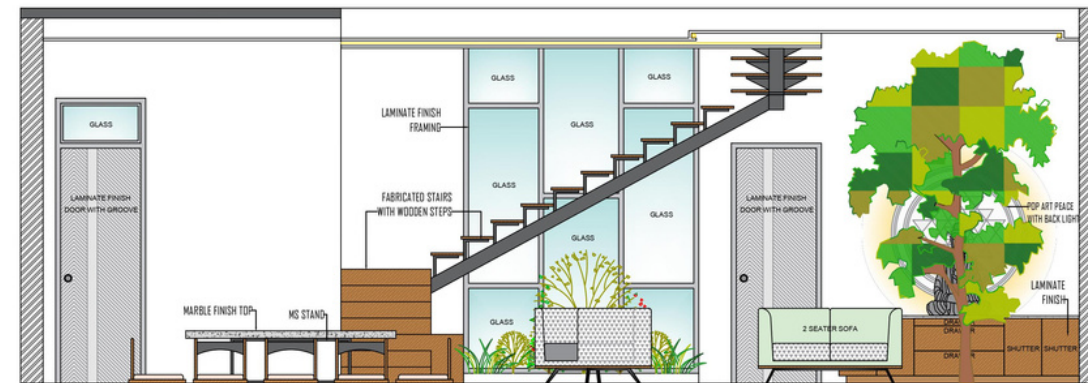 GLASS
LAMINATE FINISH
DOOR WITH GROOVE
MARBLE FINISH TOP
MS STAND
LAMINATE FINISH
FRAMING
FABRICATED STAIRS
WITH WOODEN STEPS
GLASS
GLASS
GLASS
GLASS
GLASS
GLASS
GLASS
GLASS
LAMINATE FINISH
DOOR WITH GROOVE
2 SEATER SOFA
POP ART PEACE
WITH BACK LIGHT
LAMINATE
FINISH
DRAWER
DRAWER
SHUTTER
SHUTTER